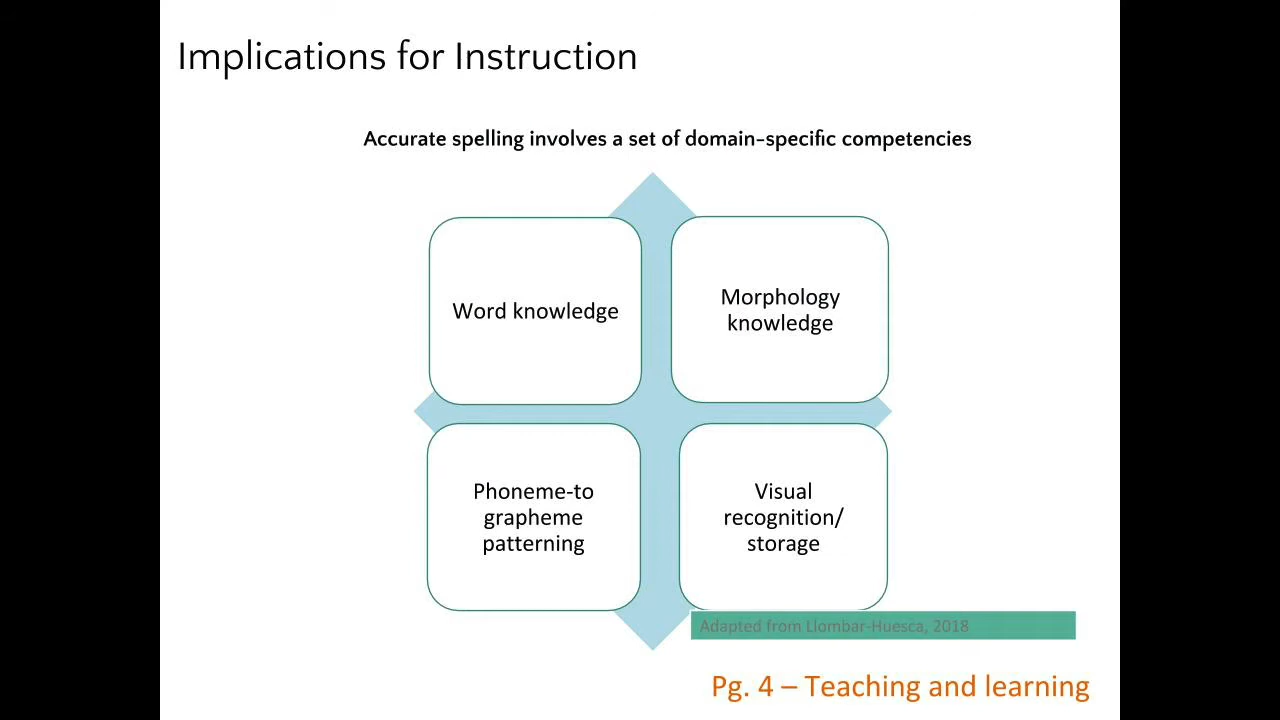 Implications for Instruction
Accurate spelling involves a set of domain-specific competencies
Word knowledge
Morphology
knowledge
Phoneme-to
grapheme
patterning
Visual
recognition/
storage
Adapted from Llombar-Huesca, 2018
Pg. 4 – Teaching and learning